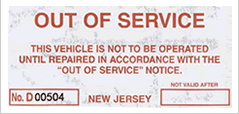 OUT OF SERVICE
THIS VEHICLE IS NOT TO BE OPERATED
UNTIL REPAIRED IN ACCORDANCE WITH THE
"OUT OF SERVICE" NOTICE.
NOT VALID AFTER
No. D 00504 NEW JERSEY